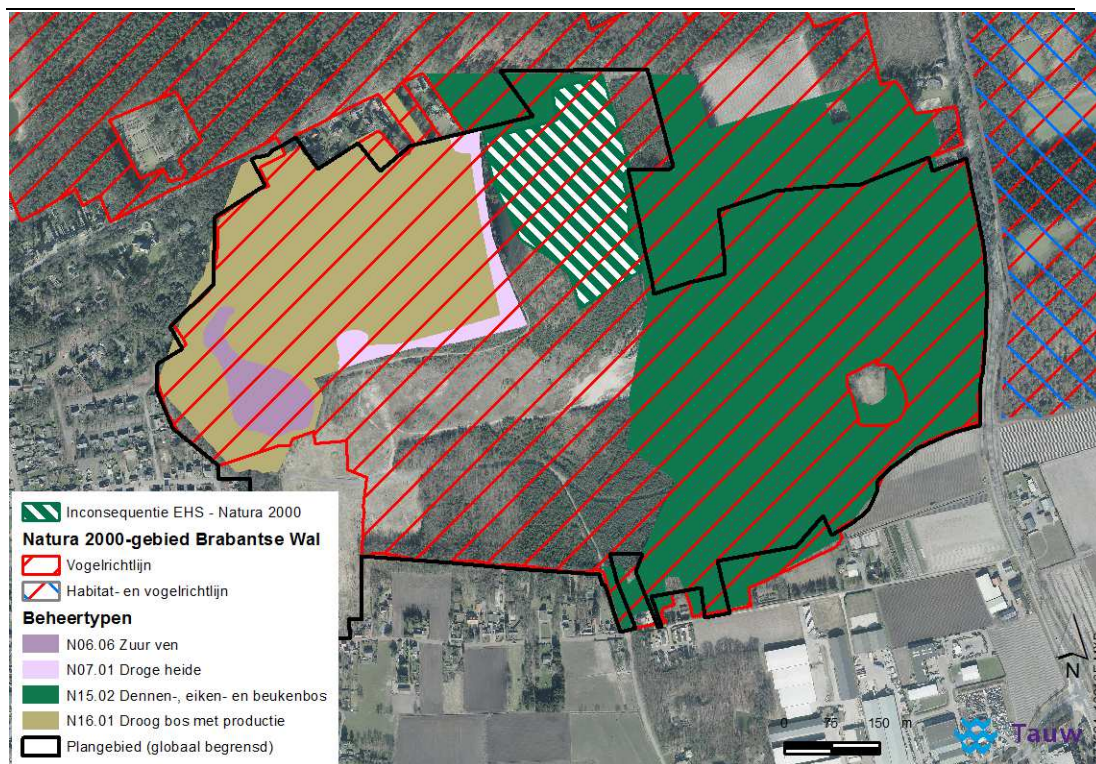 Inconsequentie EHS - Natura 2000
Natura 2000-gebied Brabantse Wal
Vogelrichtlijn
Habitat- en vogelrichtlijn
Beheertypen
N06.06 Zuur ven
N07.01 Droge heide
N15.02 Dennen-, eiken- en beukenbos
N16.01 Droog bos met productie
Plangebied (globaal begrensd)
N
0 75 150 m
Tauw